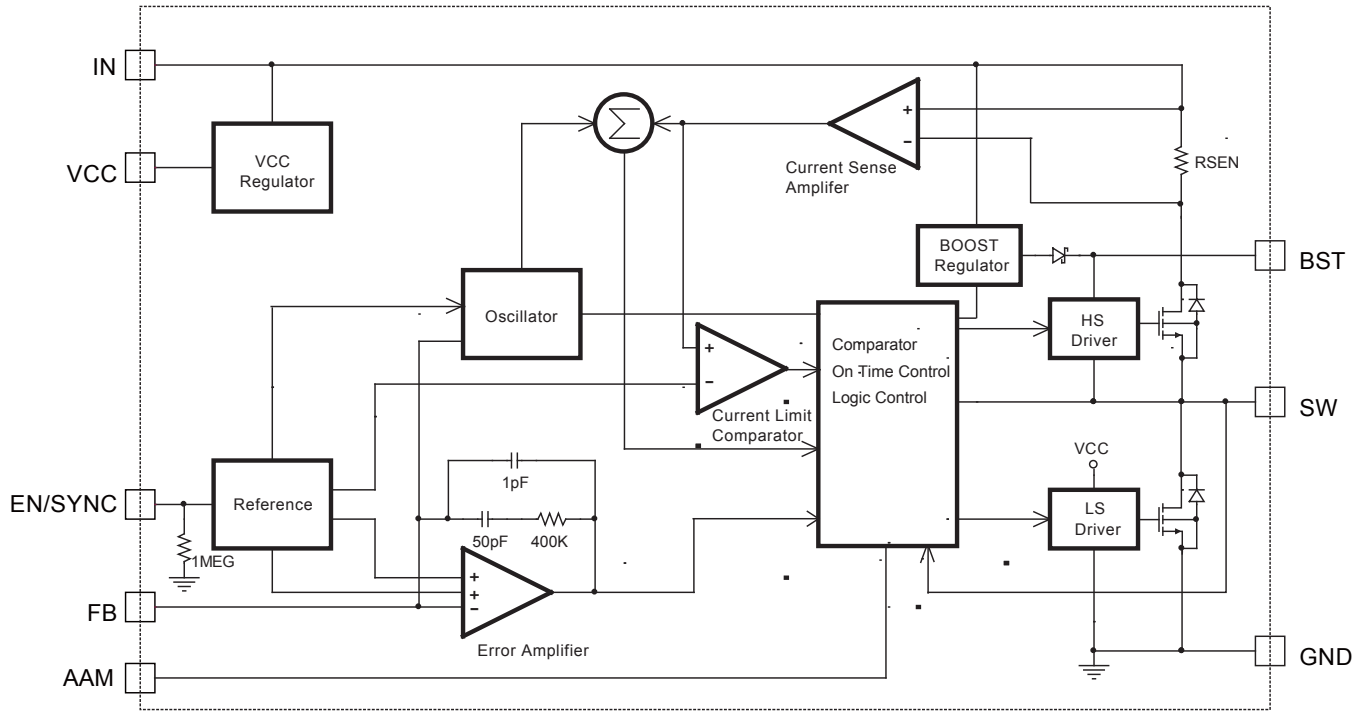 IN
VCC
VCC
Regulator
Σ
+
−
Current Sense
Amplifer
RSEN
BOOST
Regulator
BST
Oscillator
HS
Driver
+
−
Current Limit
Comparator
Comparator
On Time Control
Logic Control
SW
VCC
EN/SYNC
Reference
1MEG
1pF
50pF
400K
LS
Driver
FB
+
+
−
Error Amplifier
AAM
GND